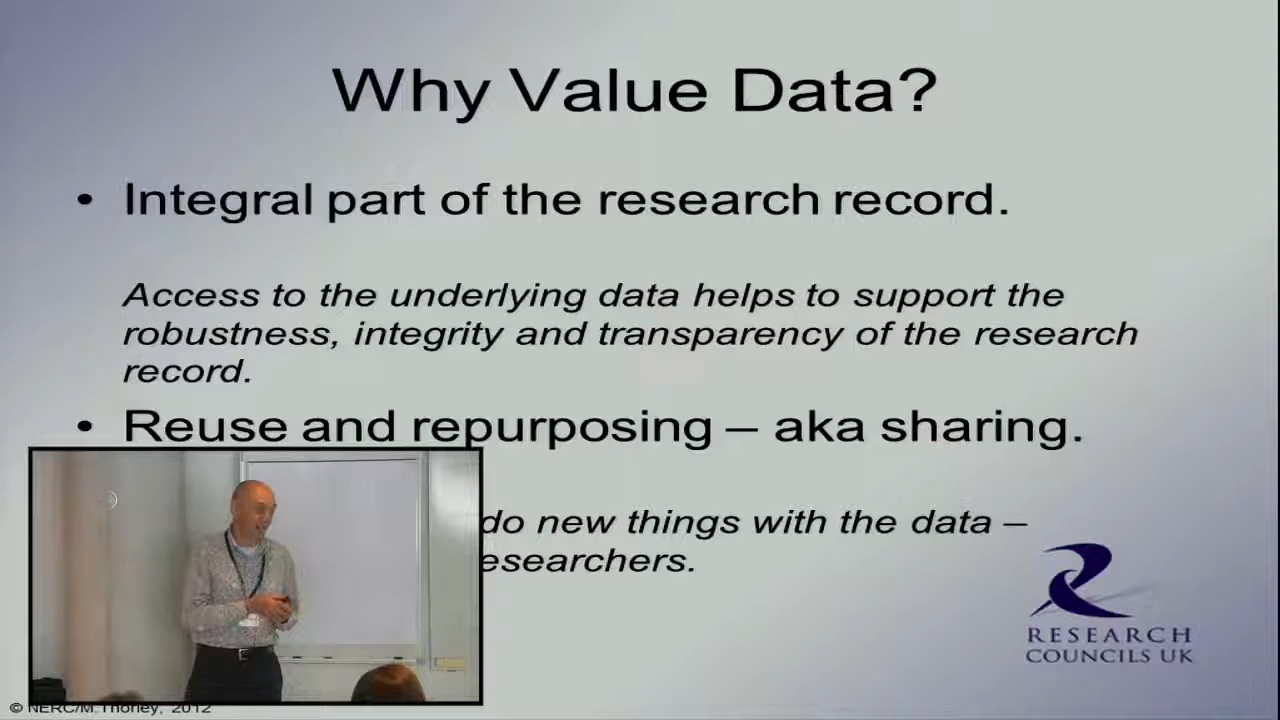 Why Value Data?
• Integral part of the research record.
Access to the underlying data helps to support the
robustness, integrity and transparency of the research
record.
• Reuse and repurposing – aka sharing.
do new things with the data –
esearchers.
RESEARCH
COUNCILS UK
© NERC/M.Thorley, 2012